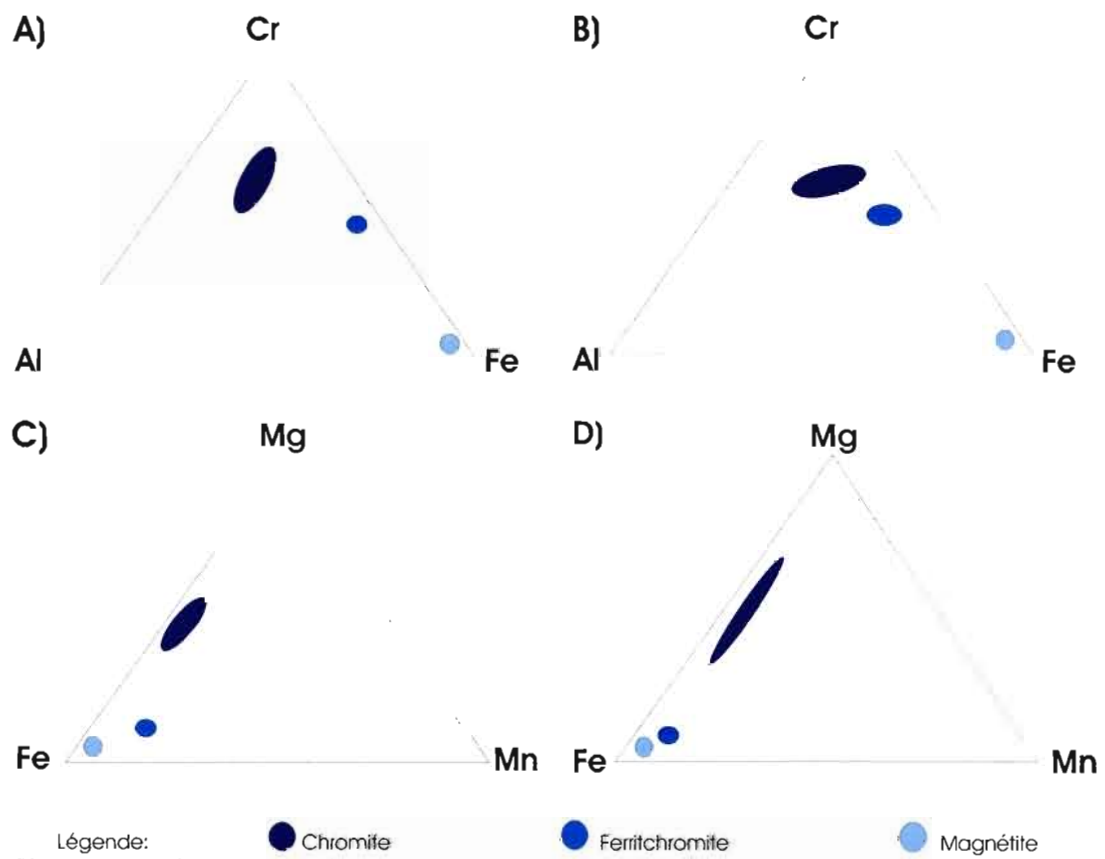 A) Cr B) Cr
Al Fe Al Fe
C) Mg D) Mg
Fe Mn Fe Mn
Légende: Chromite Ferritchromite Magnétite